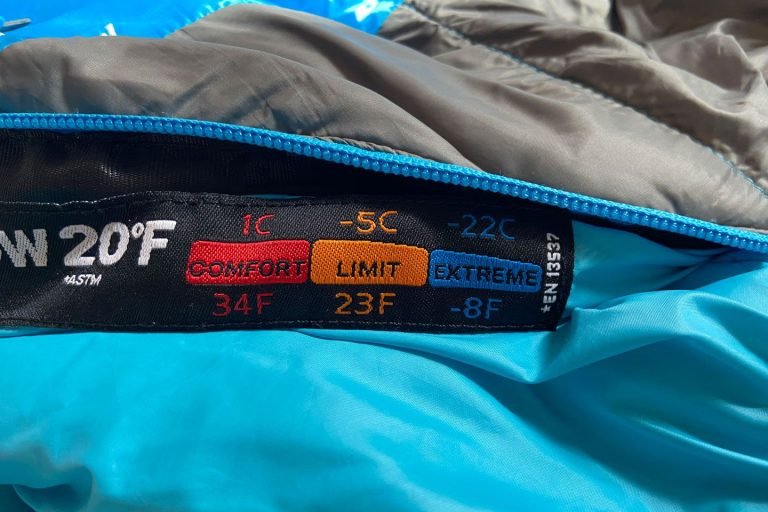 20°F
*ASTM
1C -5C -22C
COMFORT LIMIT EXTREME
34F 23F -8F
*EN 13537